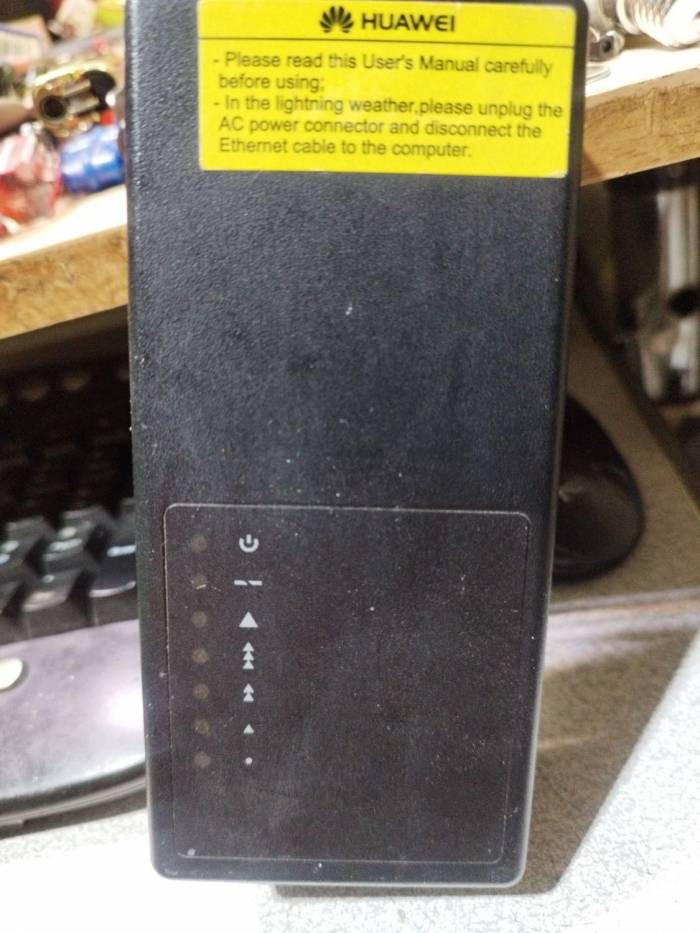 HUAWEI
- Please read this User's Manual carefully
before using;
- In the lightning weather,please unplug the
AC power connector and disconnect the
Ethernet cable to the computer.